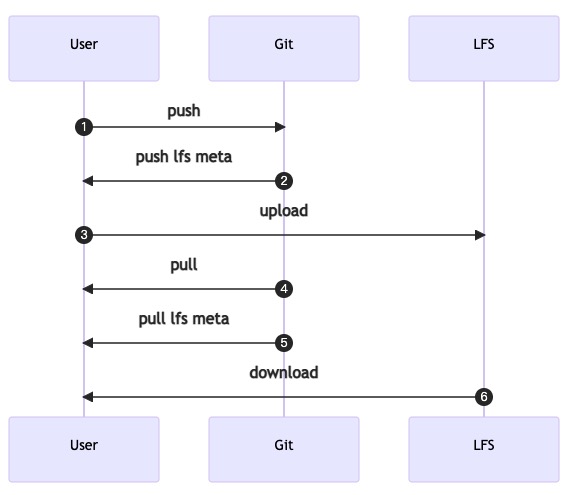 User
Git
LFS
push
1
push lfs meta
2
upload
3
pull
4
pull lfs meta
5
download
6
User
Git
LFS